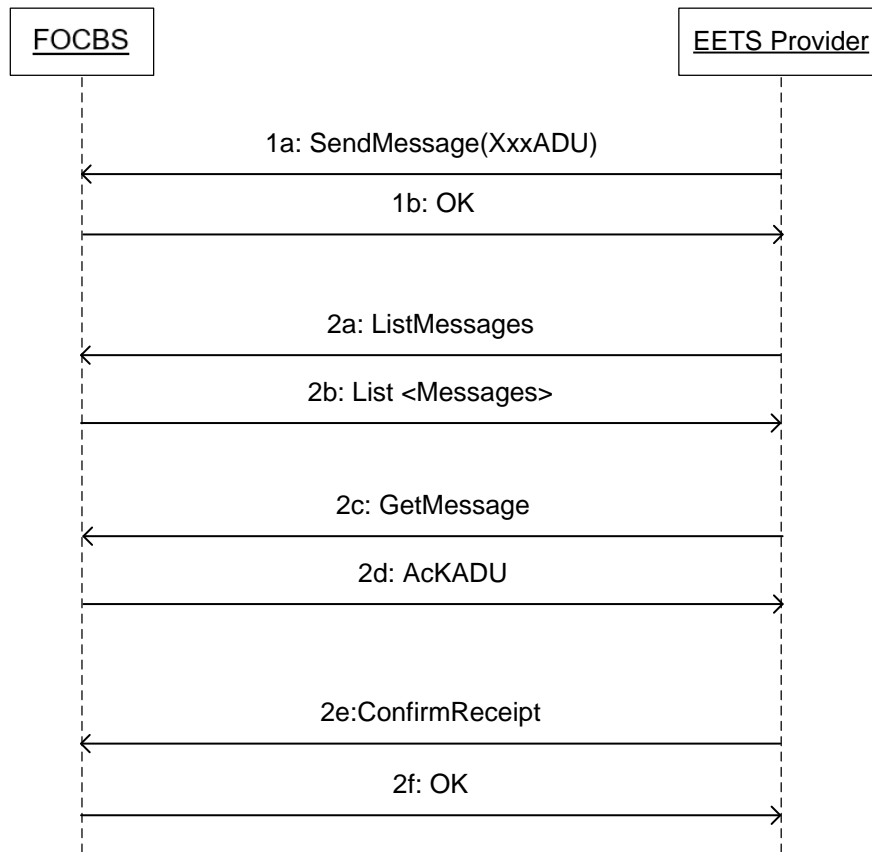 FOCBS
EETS Provider
1a: SendMessage(XxxADU)
1b: OK
2a: ListMessages
2b: List <Messages>
2c: GetMessage
2d: AcKADU
2e:ConfirmReceipt
2f: OK